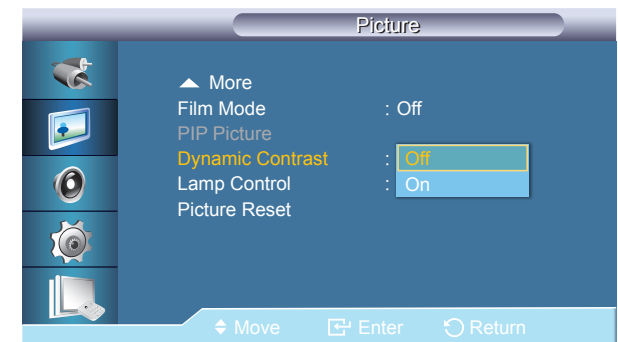 Picture
More
Film Mode : Off
PIP Picture
Dynamic Contrast : Off
Lamp Control : On
Picture Reset
Move Enter Return